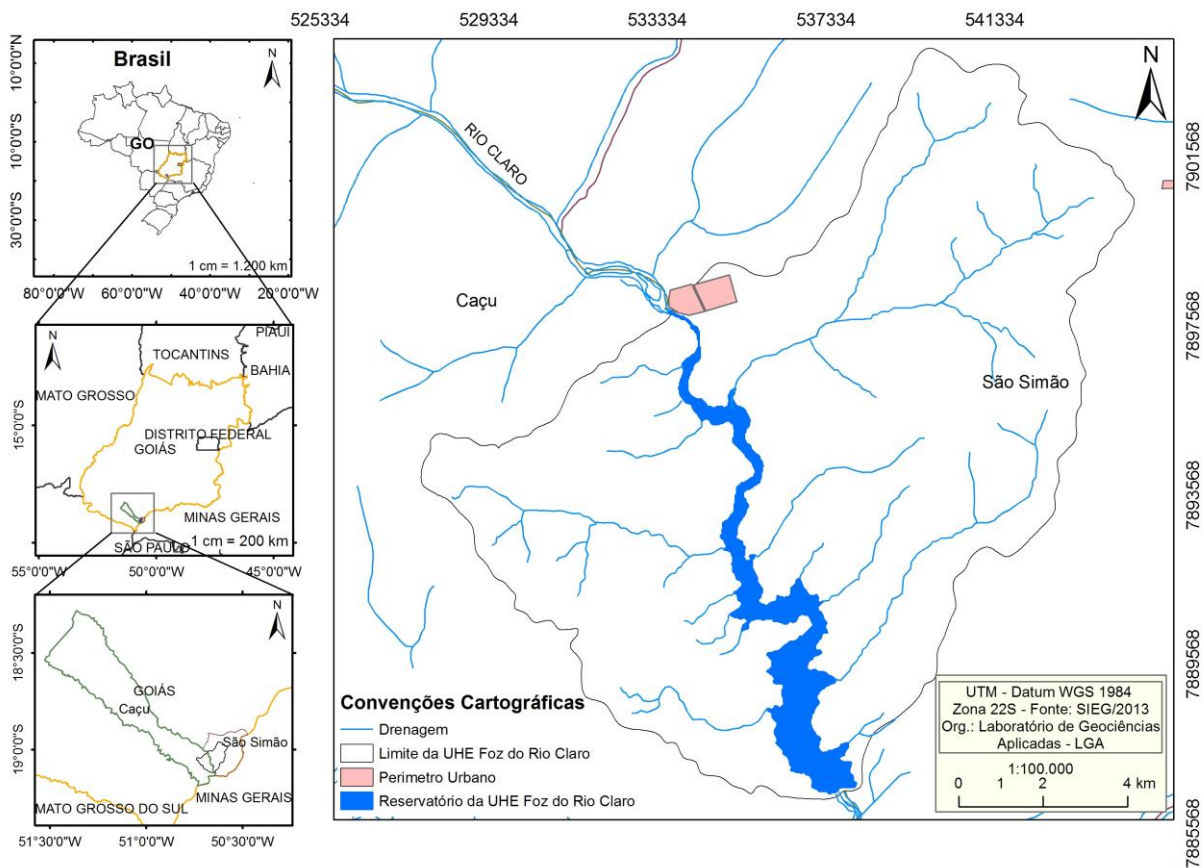 525334 529334 533334 537334 541334
Brasil
N
10°0'0"N
10°0'0"S
30°0'0"S
GO
1 cm = 1.200 km
80°0'0"W 60°0'0"W 40°0'0"W 20°0'0"W
N
PIAUI
TOCANTINS
BAHIA
MATO GROSSO
15°0'0"S
DISTRITO FEDERAL
GOIÁS
MINAS GERAIS
SÃO PAULO
1 cm = 200 km
55°0'0"W 50°0'0"W 45°0'0"W
N
18°30'0"S
19°0'0"S
GOIÁS
Caçu
São Simão
MINAS GERAIS
MATO GROSSO DO SUL
51°30'0"W 51°0'0"W 50°30'0"W
N
RIO CLARO
Caçu
São Simão
7901568
7897568
7893568
7889568
7885568
Convenções Cartográficas
Drenagem
Limite da UHE Foz do Rio Claro
Perimetro Urbano
Reservatório da UHE Foz do Rio Claro
UTM - Datum WGS 1984
Zona 22S - Fonte: SIEG/2013
Org.: Laboratório de Geociências
Aplicadas - LGA
1:100.000
0 1 2 4 km